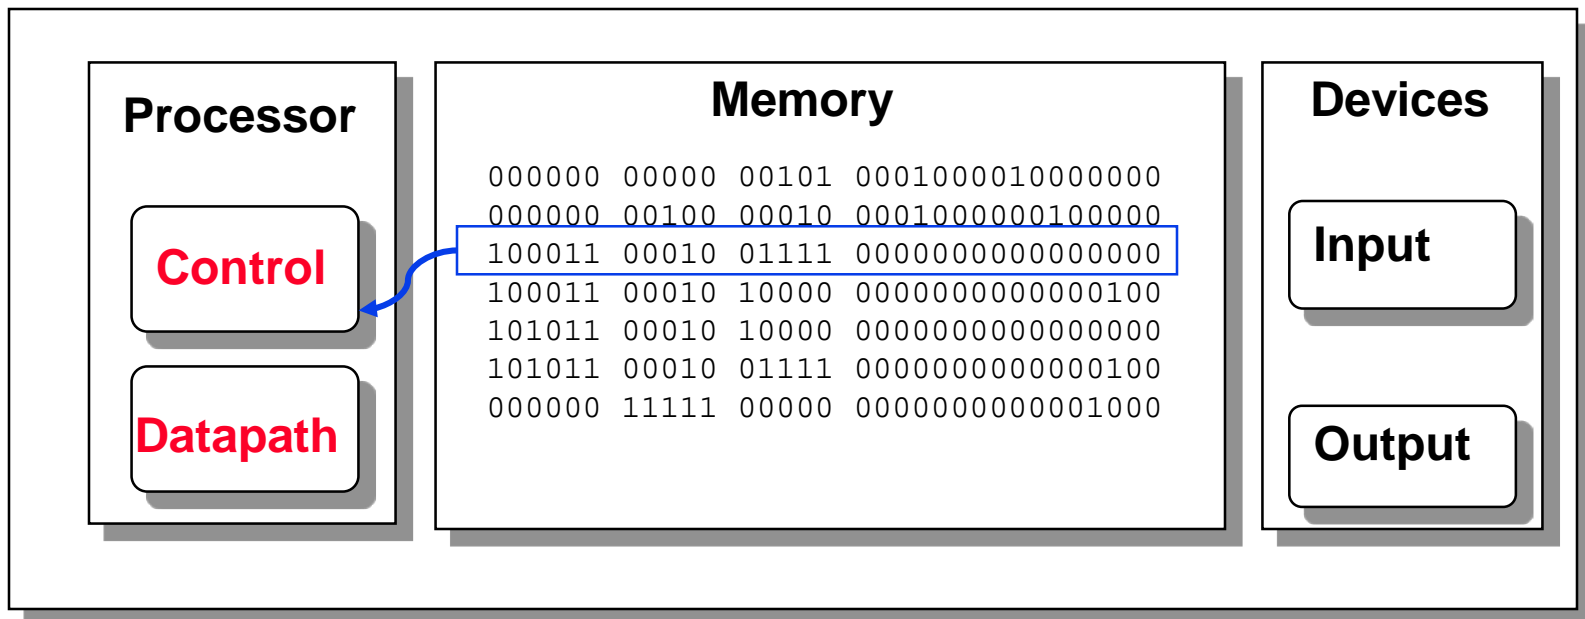 Processor
Control
Datapath
Memory
000000 00000 00101 0001000010000000
000000 00100 00010 0001000000100000
100011 00010 01111 0000000000000000
100011 00010 10000 0000000000000100
101011 00010 10000 0000000000000000
101011 00010 01111 0000000000000100
000000 11111 00000 0000000000001000
Devices
Input
Output